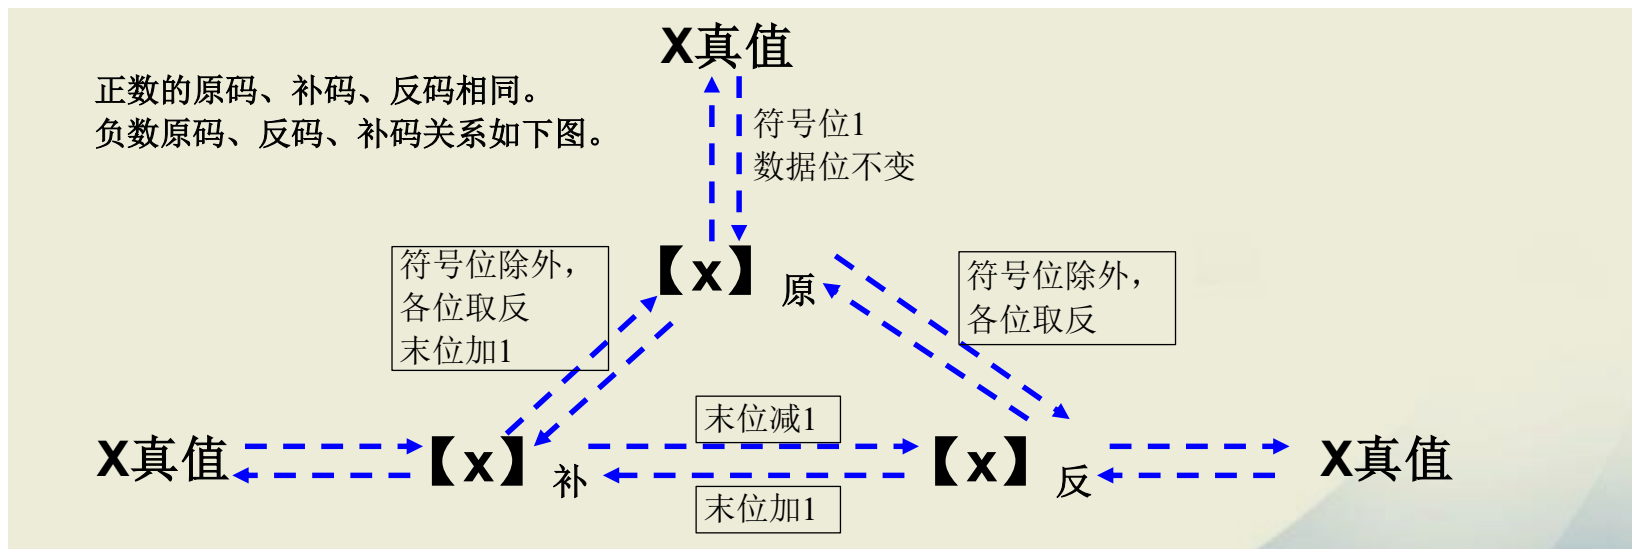 X真值
正数的原码、补码、反码相同。
负数原码、反码、补码关系如下图。
符号位1
数据位不变
【x】原
符号位除外，
各位取反
末位加1
符号位除外，
各位取反
末位减1
X真值
【x】补
【x】反
X真值
末位加1